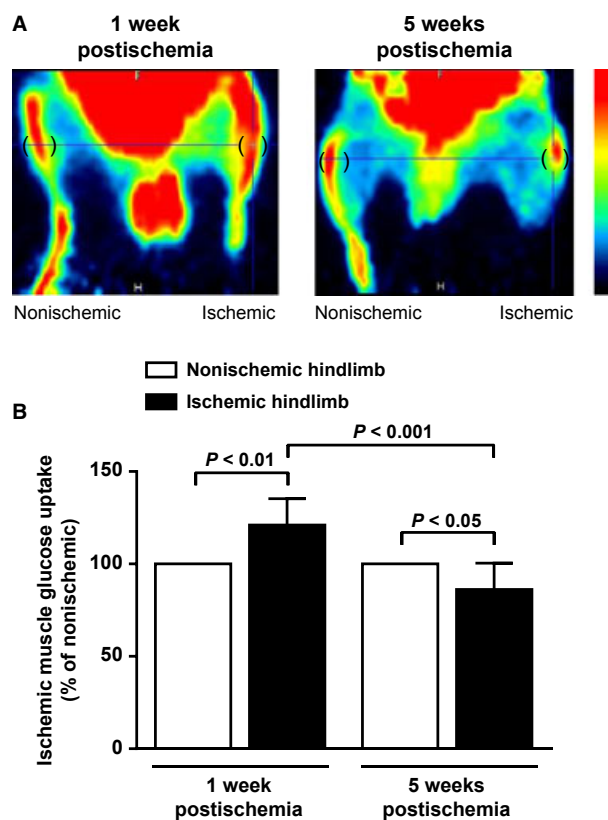 A
1 week
postischemia
5 weeks
postischemia
F
( ) ( )
( ) ( )
H
H
Nonischemic Ischemic
Nonischemic Ischemic
Nonischemic hindlimb
Ischemic hindlimb
B
P < 0.001
P < 0.01
P < 0.05
Ischemic muscle glucose uptake
(% of nonischemic)
150
100
50
0
1 week
postischemia
5 weeks
postischemia